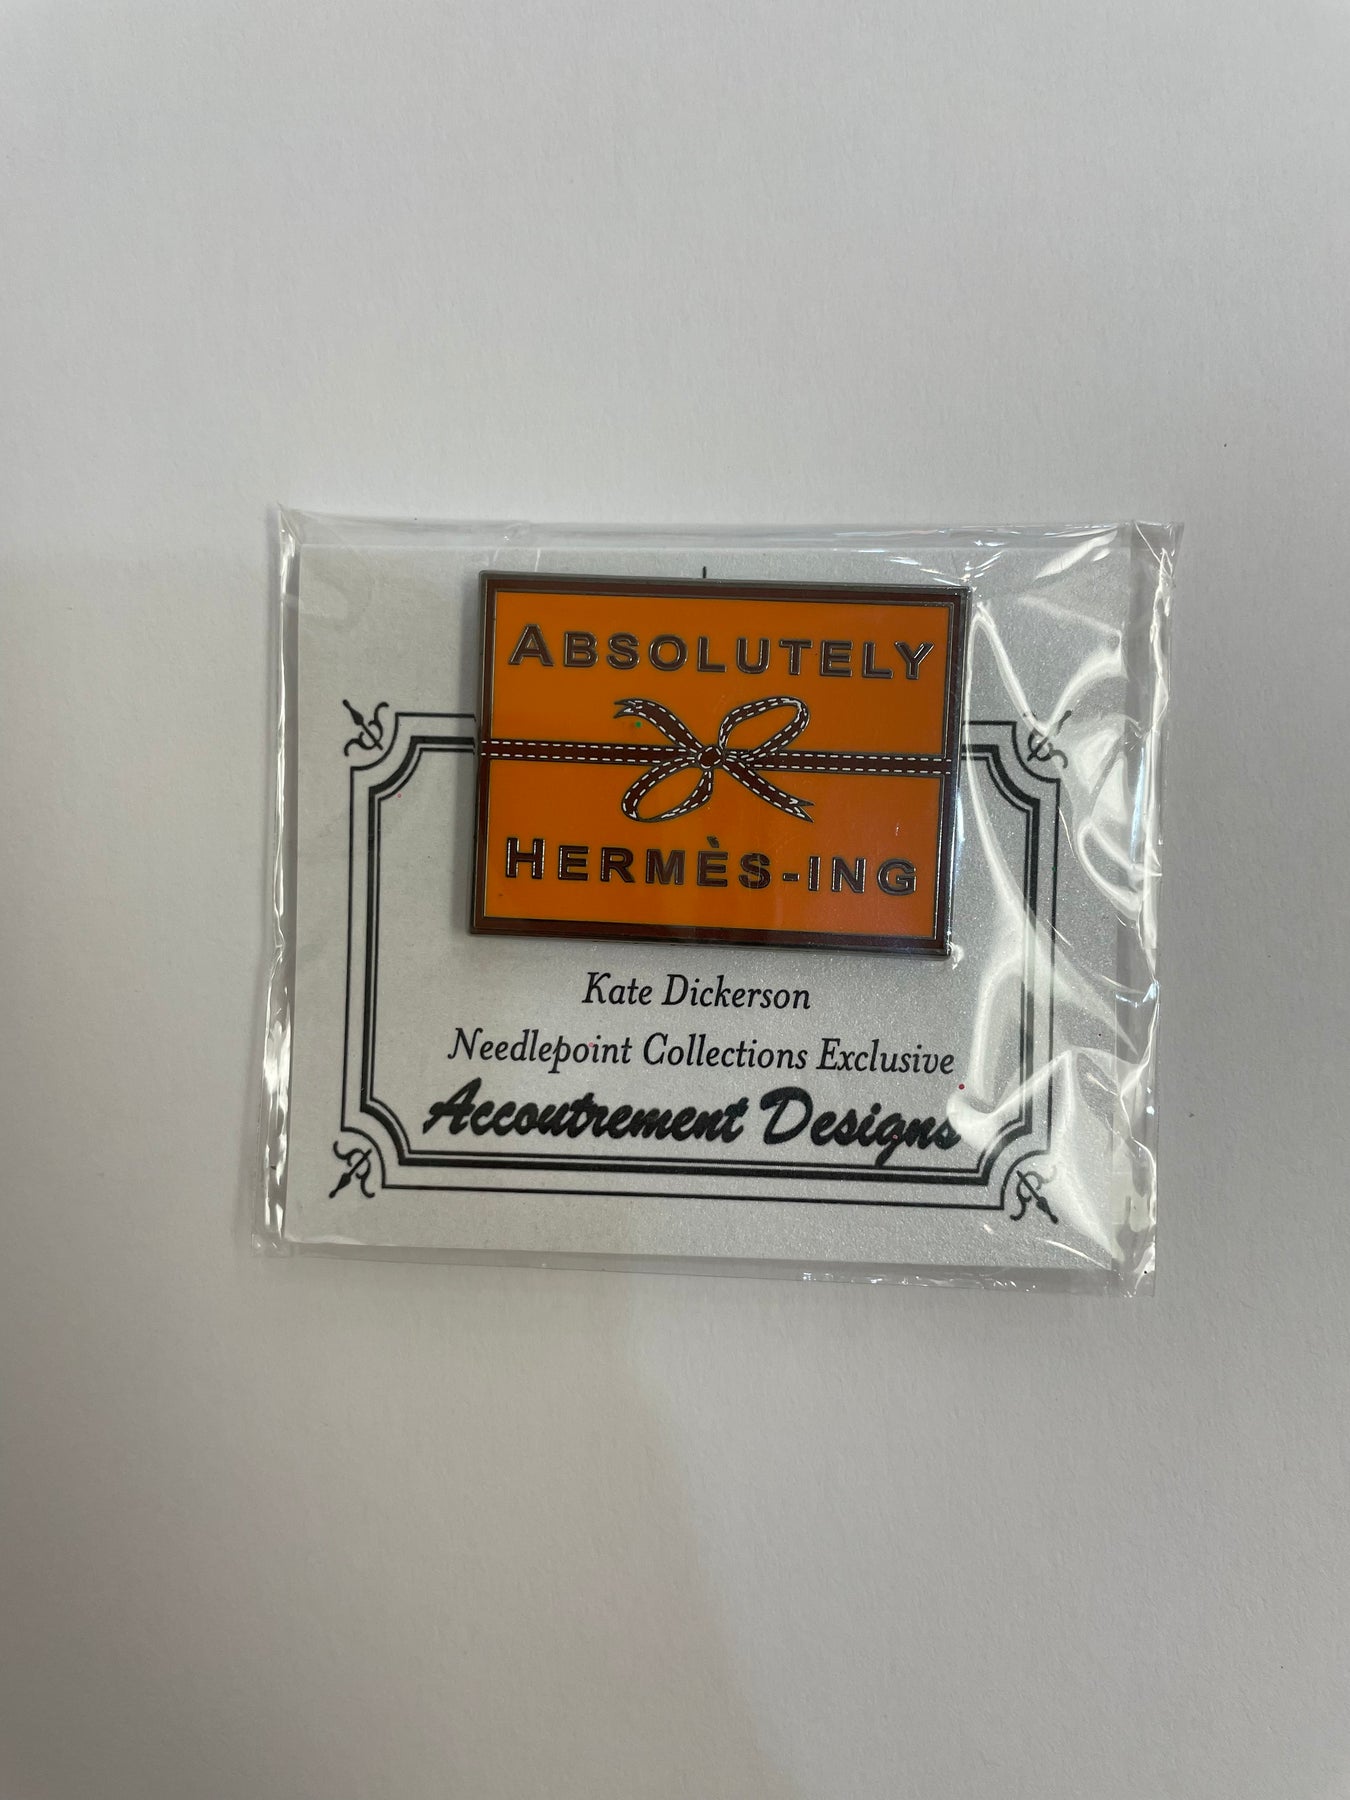 ABSOLUTELY
HERMÈS-ING
Kate Dickerson
Needlepoint Collections Exclusive
Accoutrement Designs